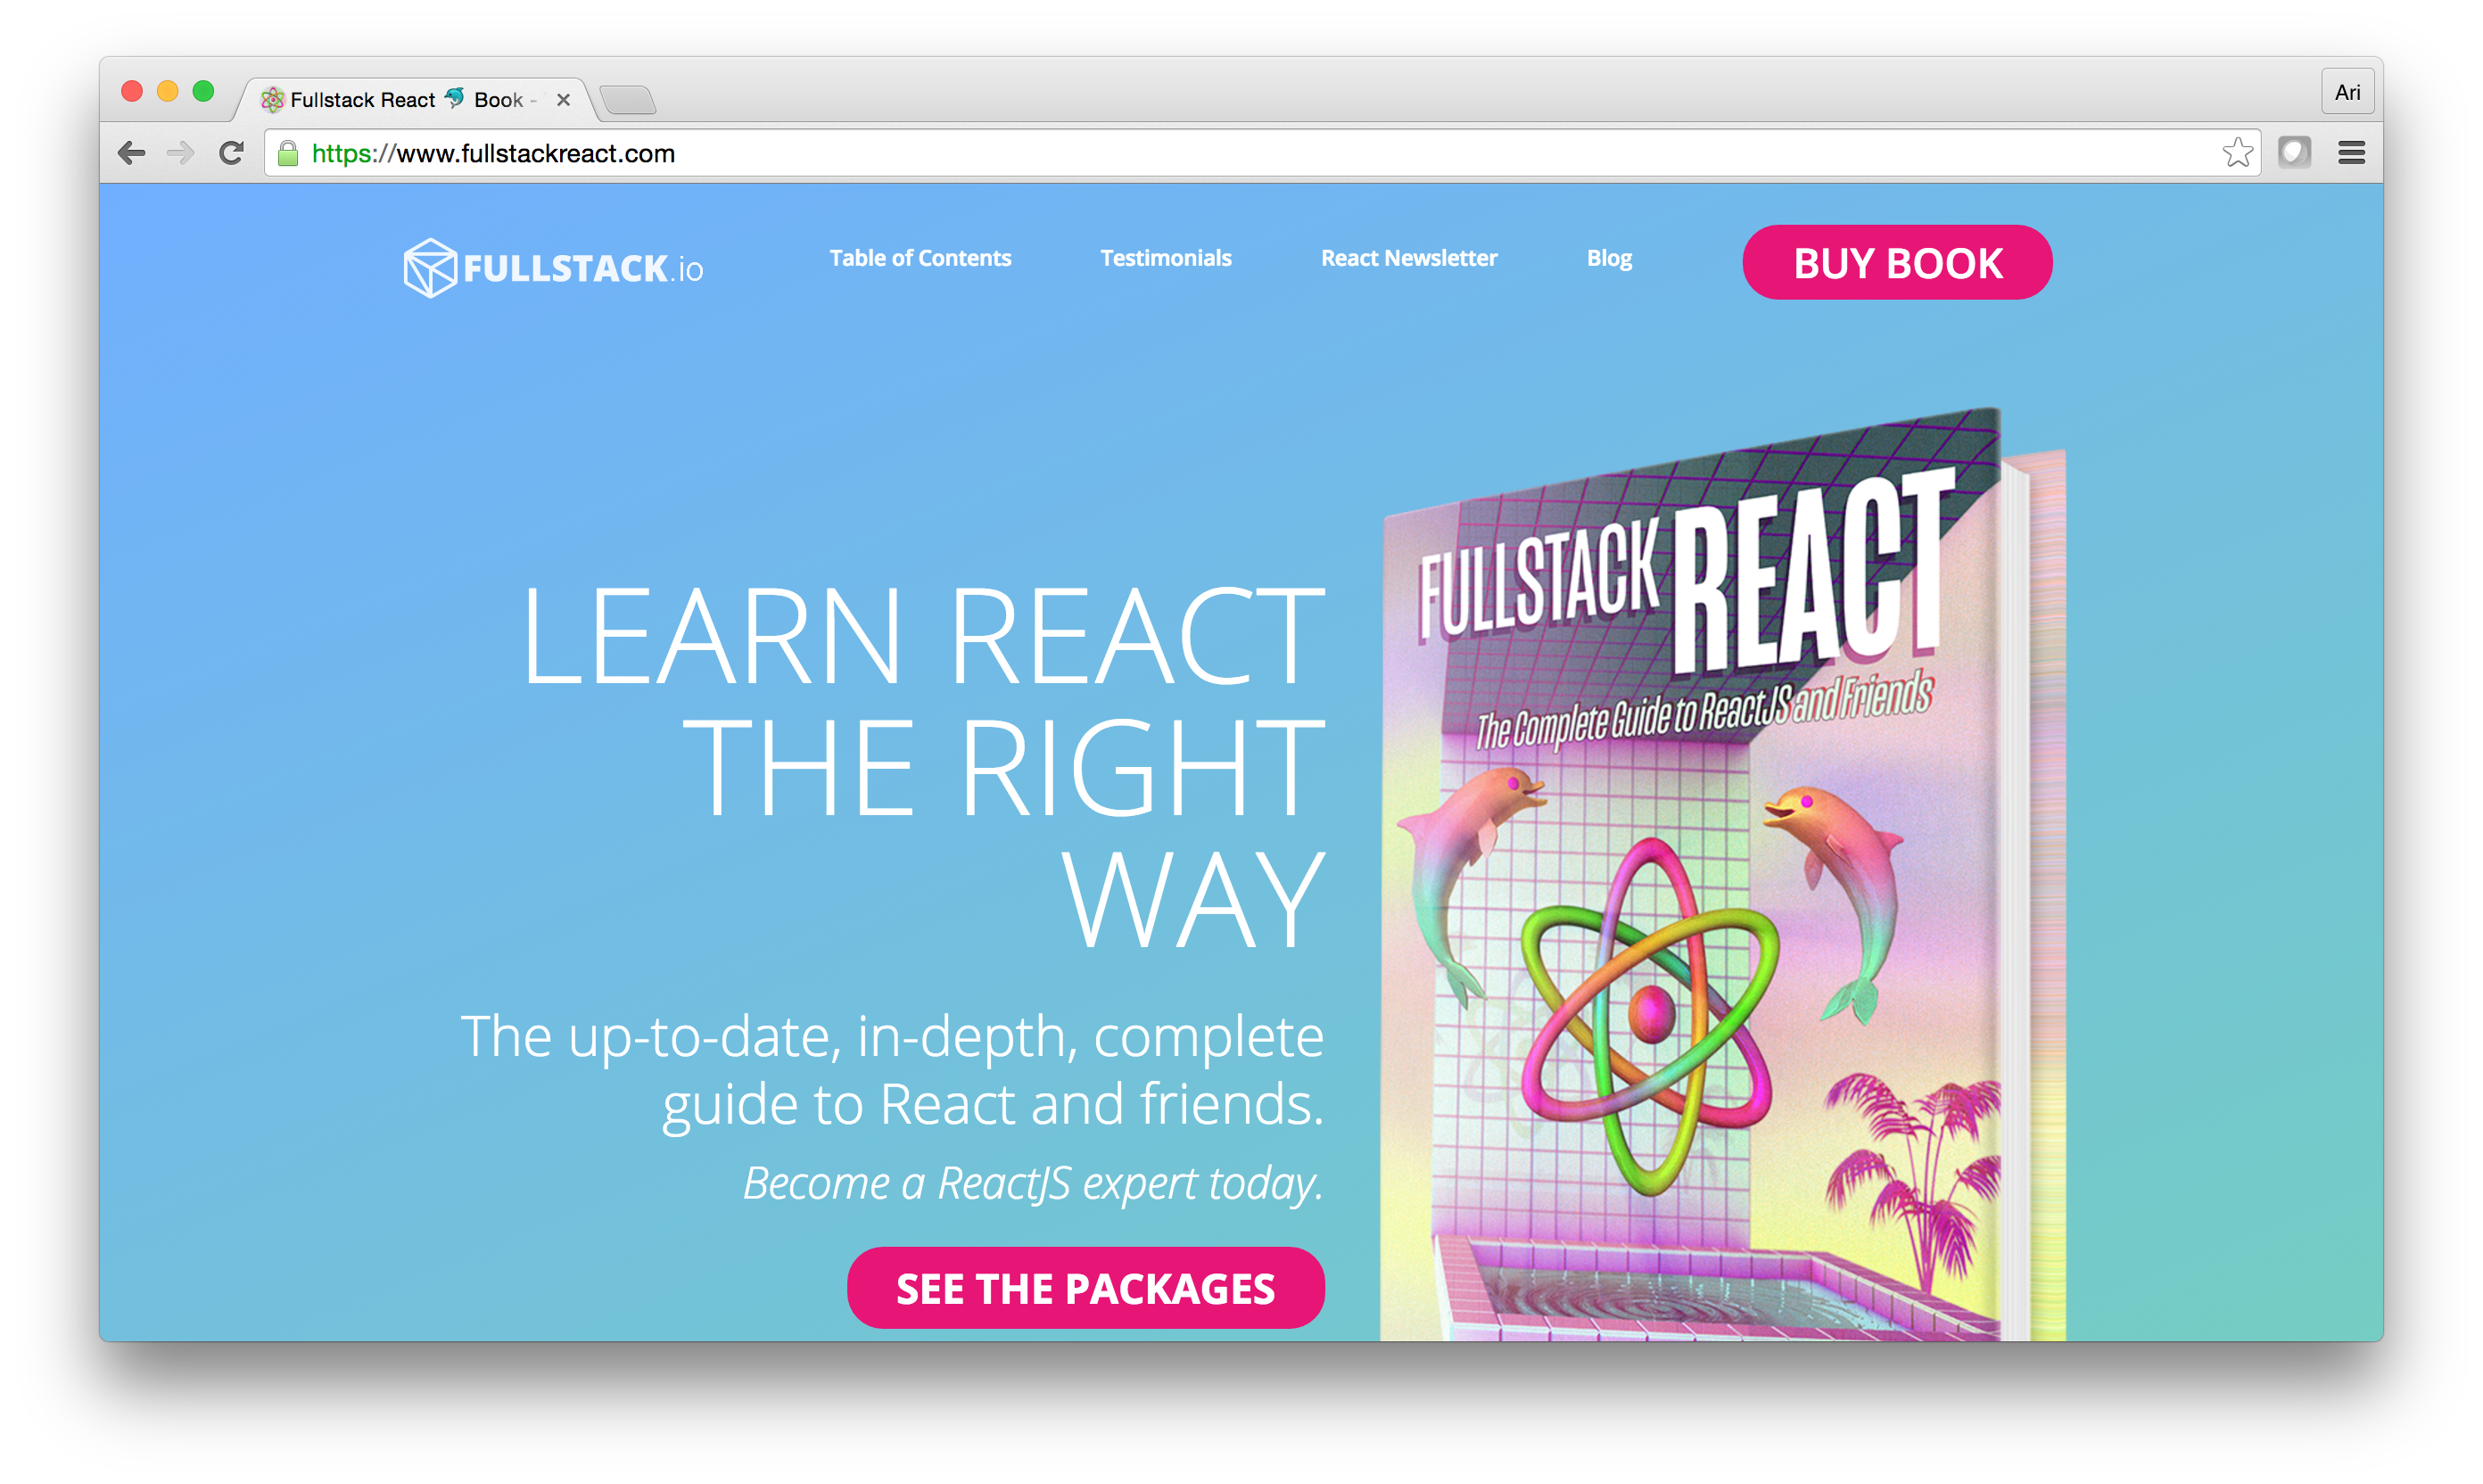 Fullstack React 🐬 Book -
Ari
https://www.fullstackreact.com
FULLSTACK.io
Table of Contents
Testimonials
React Newsletter
Blog
BUY BOOK
LEARN REACT
THE RIGHT
WAY
The up-to-date, in-depth, complete
guide to React and friends.
Become a ReactJS expert today.
SEE THE PACKAGES
FULLSTACK REACT
The Complete Guide to ReactJS and Friends